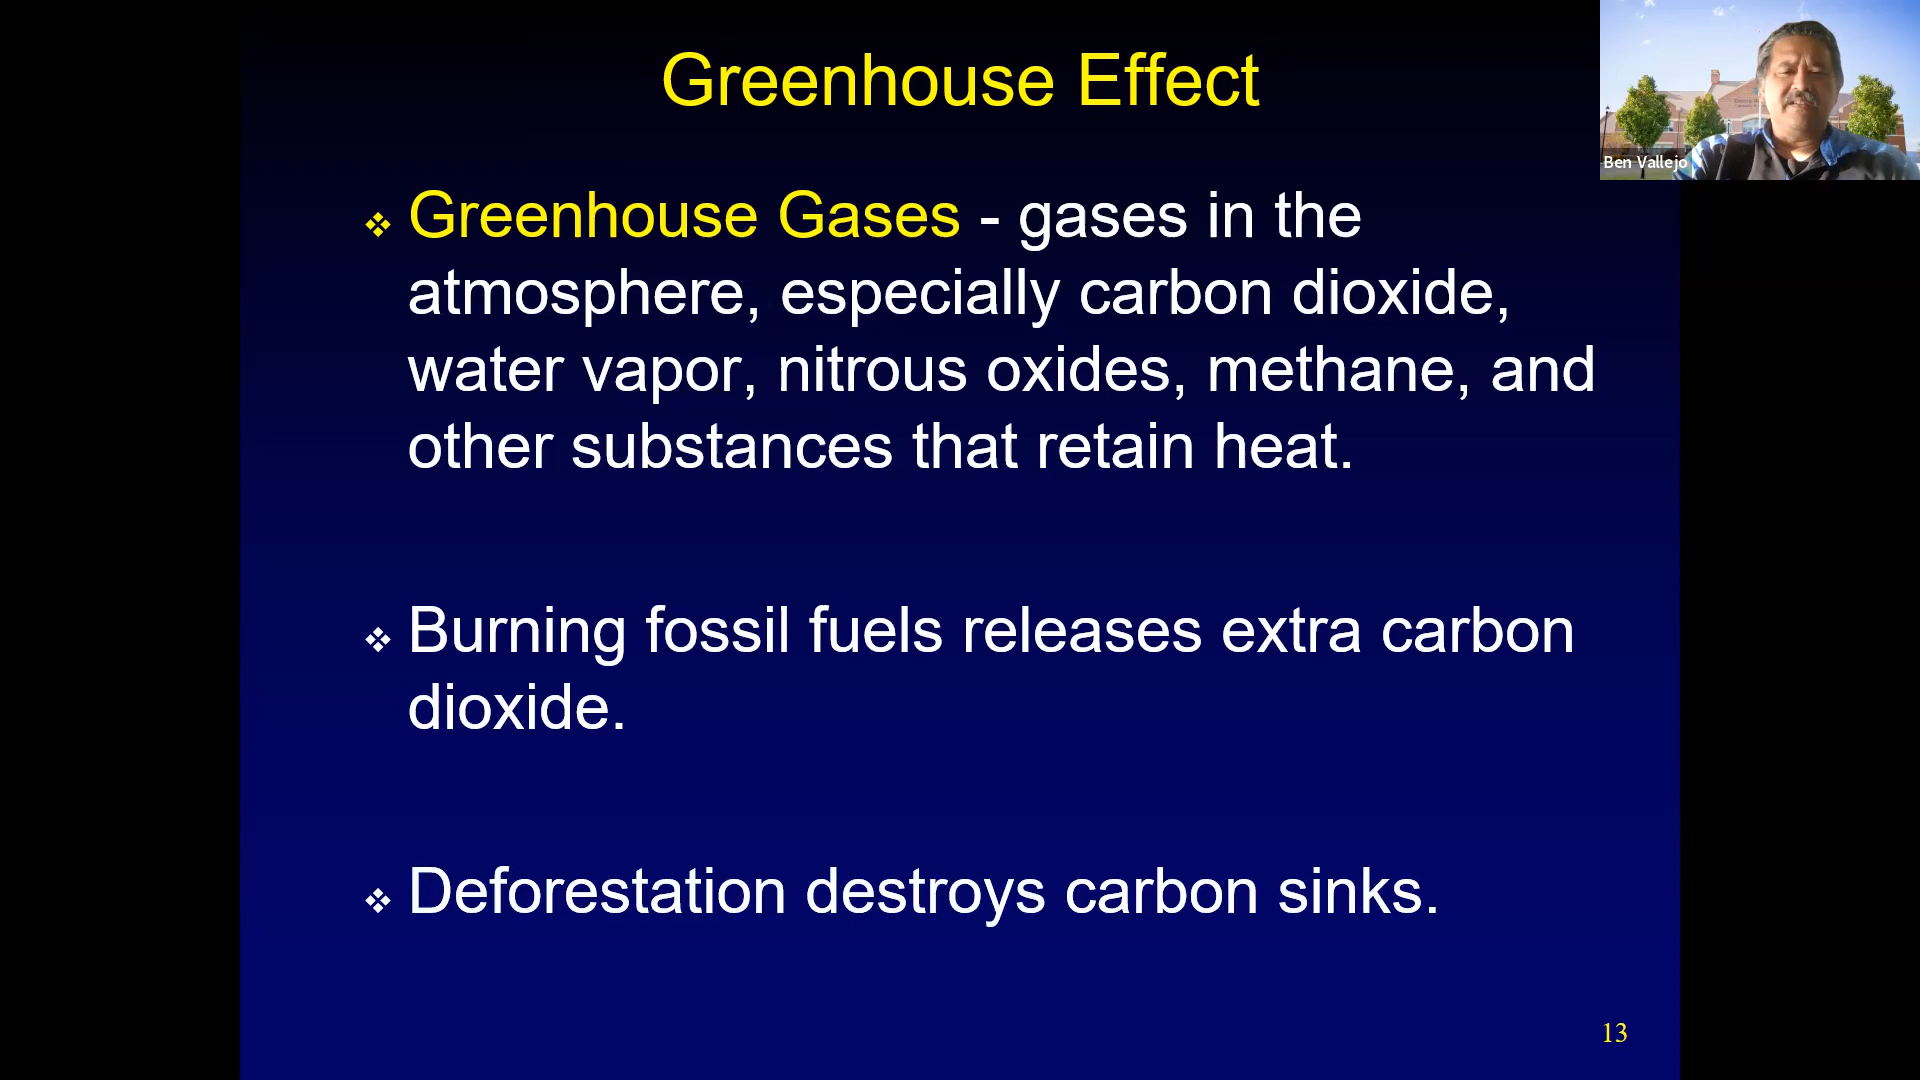 Greenhouse Effect
Ben Vallejo
❖ Greenhouse Gases - gases in the
atmosphere, especially carbon dioxide,
water vapor, nitrous oxides, methane, and
other substances that retain heat.
❖ Burning fossil fuels releases extra carbon
dioxide.
❖ Deforestation destroys carbon sinks.
13